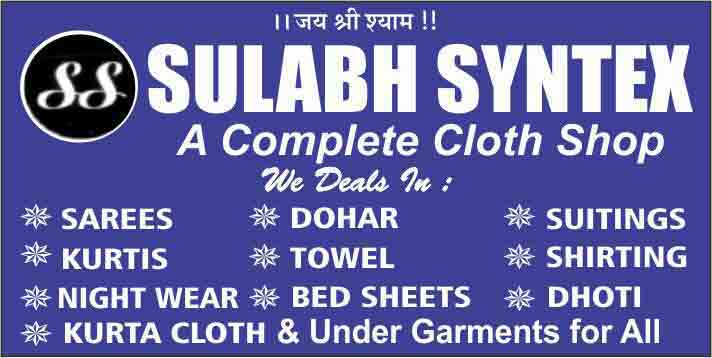 ।। जय श्री श्याम !!
SS SULABH SYNTEX
A Complete Cloth Shop
We Deals In :
SAREES DOHAR SUITINGS
KURTIS TOWEL SHIRTING
NIGHT WEAR BED SHEETS DHOTI
KURTA CLOTH & Under Garments for All